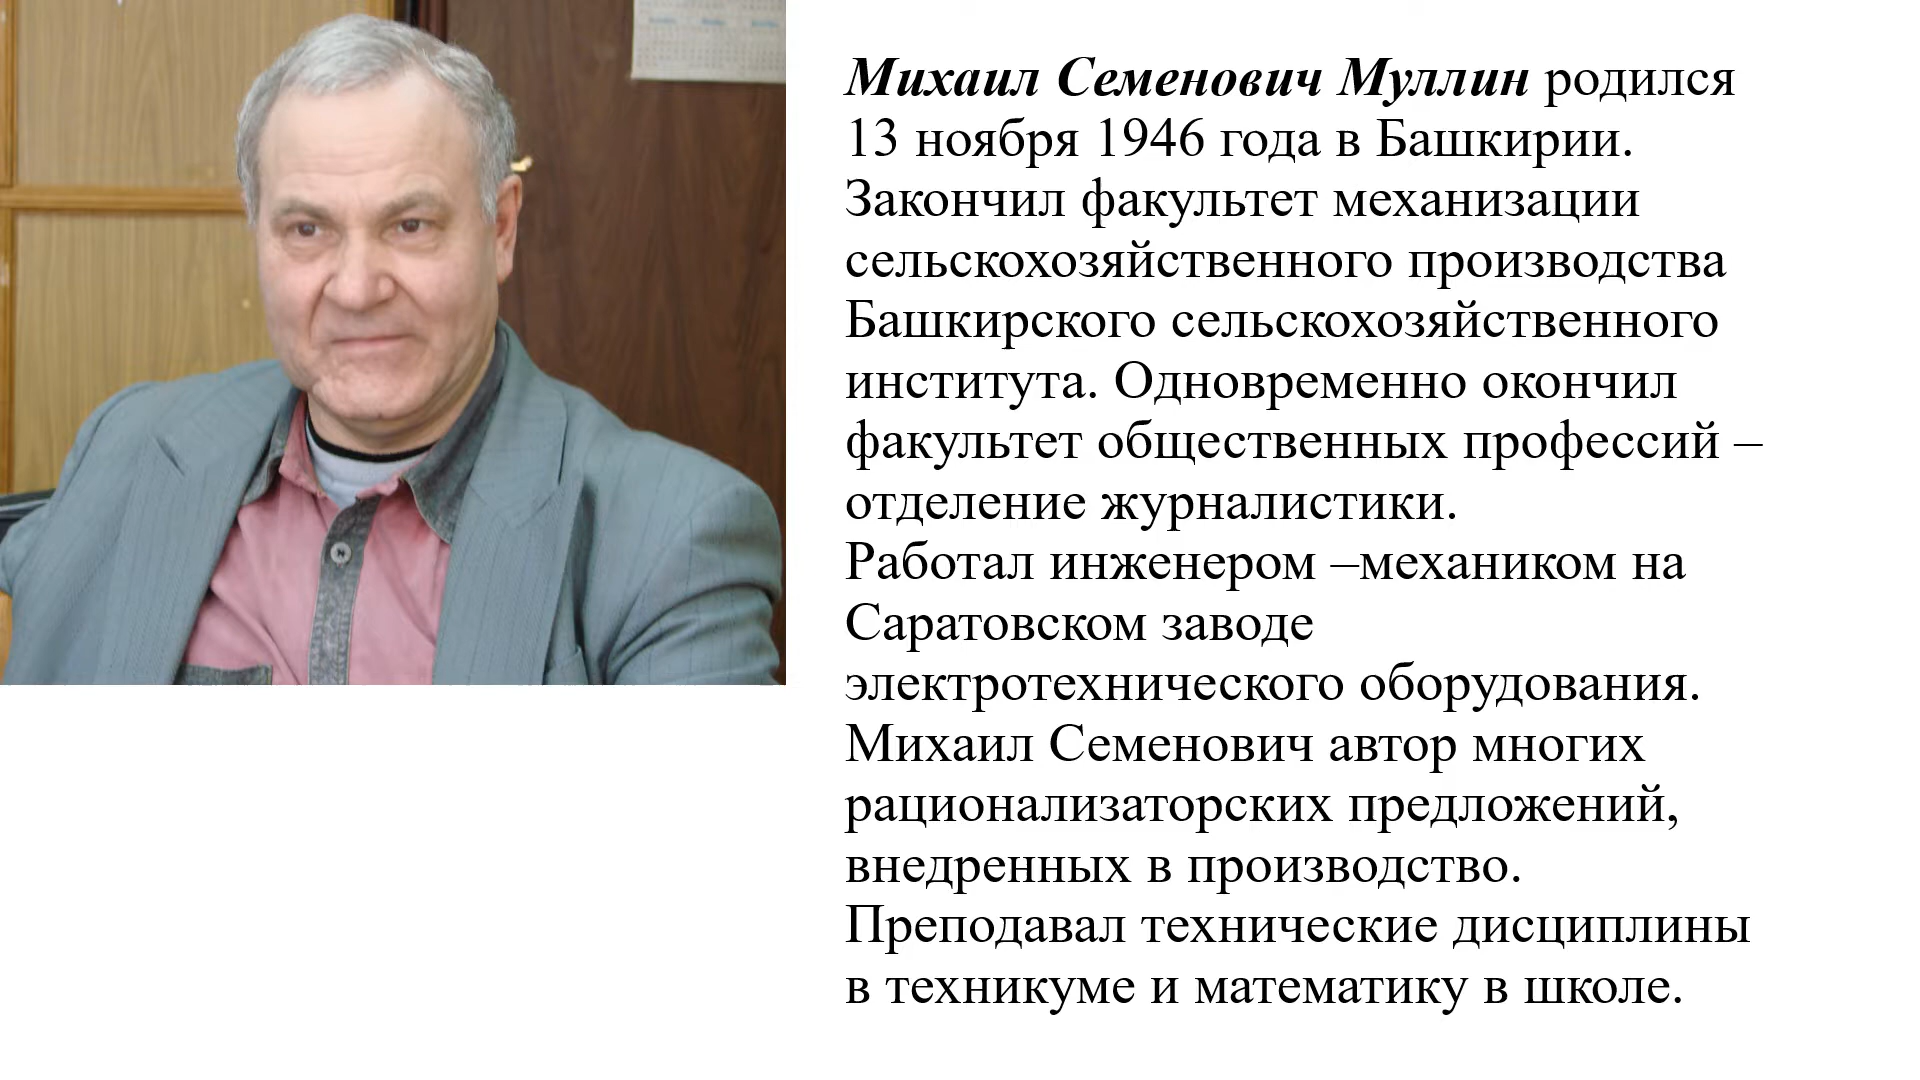 Михаил Семенович Муллин родился
13 ноября 1946 года в Башкирии.
Закончил факультет механизации
сельскохозяйственного производства
Башкирского сельскохозяйственного
института. Одновременно окончил
факультет общественных профессий –
отделение журналистики.
Работал инженером –механиком на
Саратовском заводе
электротехнического оборудования.
Михаил Семенович автор многих
рационализаторских предложений,
внедренных в производство.
Преподавал технические дисциплины
в техникуме и математику в школе.